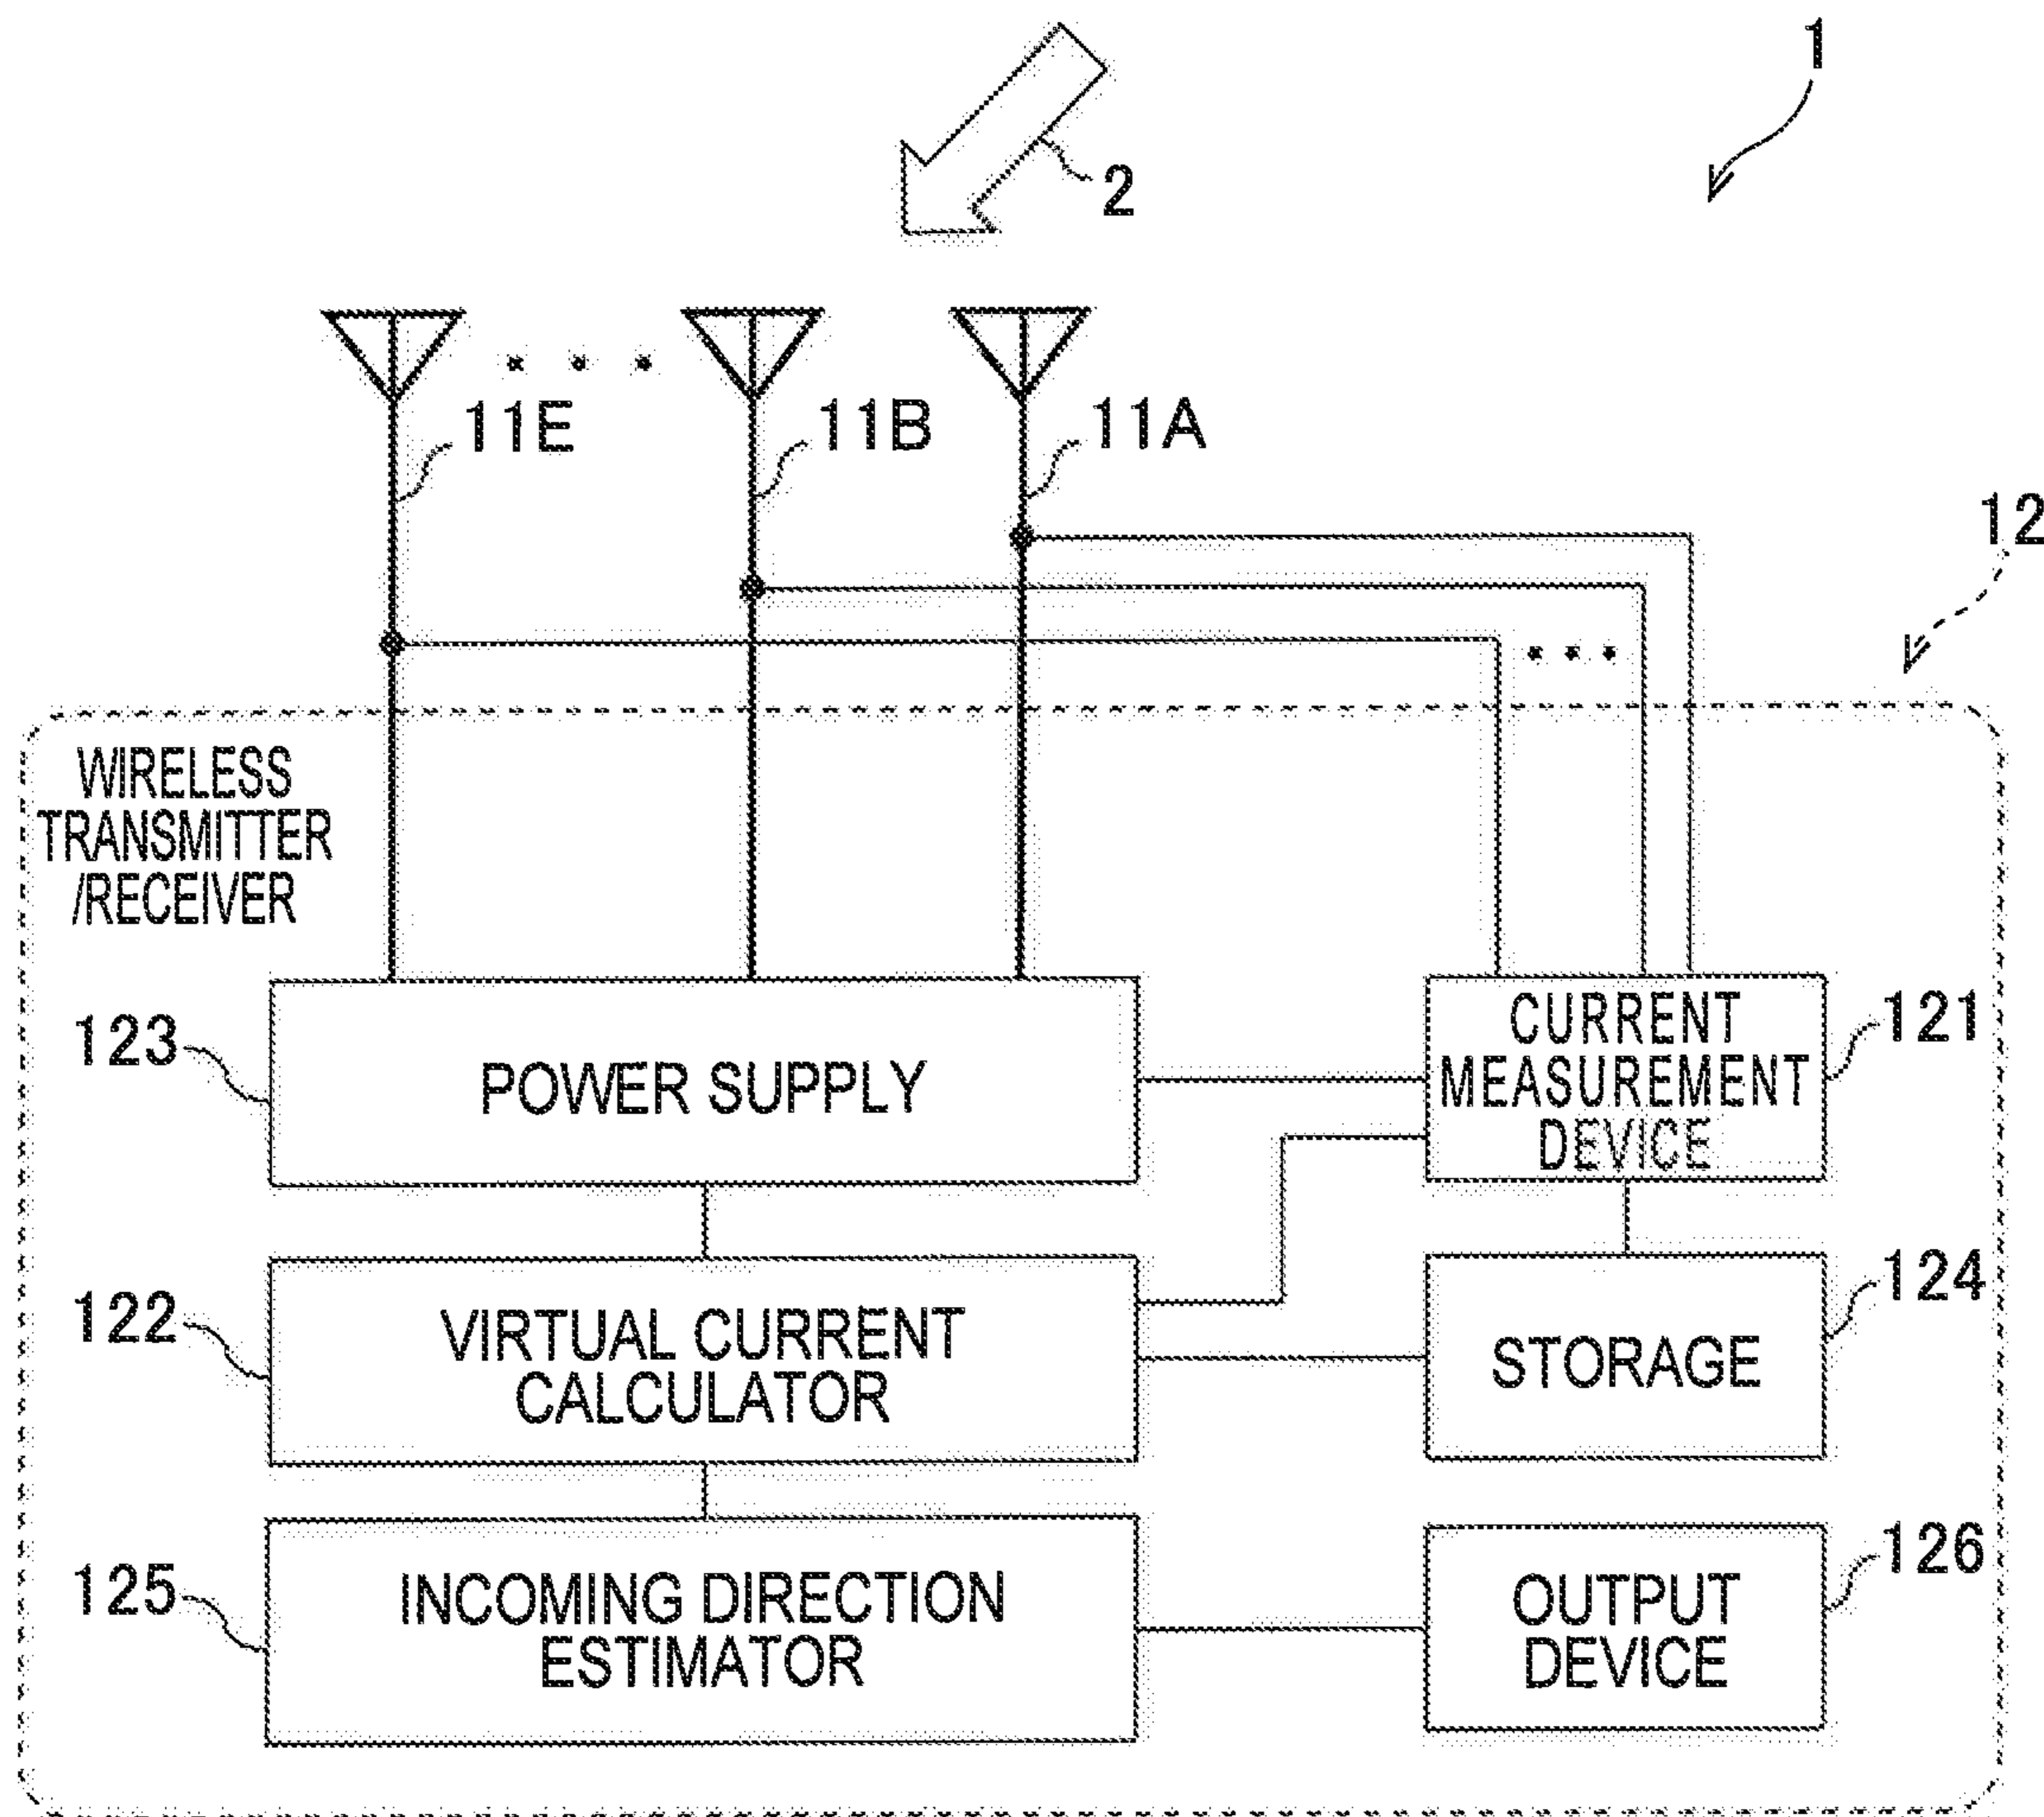 1
2
11E
11B
11A
12
WIRELESS
TRANSMITTER
/RECEIVER
123
POWER SUPPLY
CURRENT
MEASUREMENT
DEVICE
121
122
VIRTUAL CURRENT
CALCULATOR
STORAGE
124
125
INCOMING DIRECTION
ESTIMATOR
OUTPUT
DEVICE
126